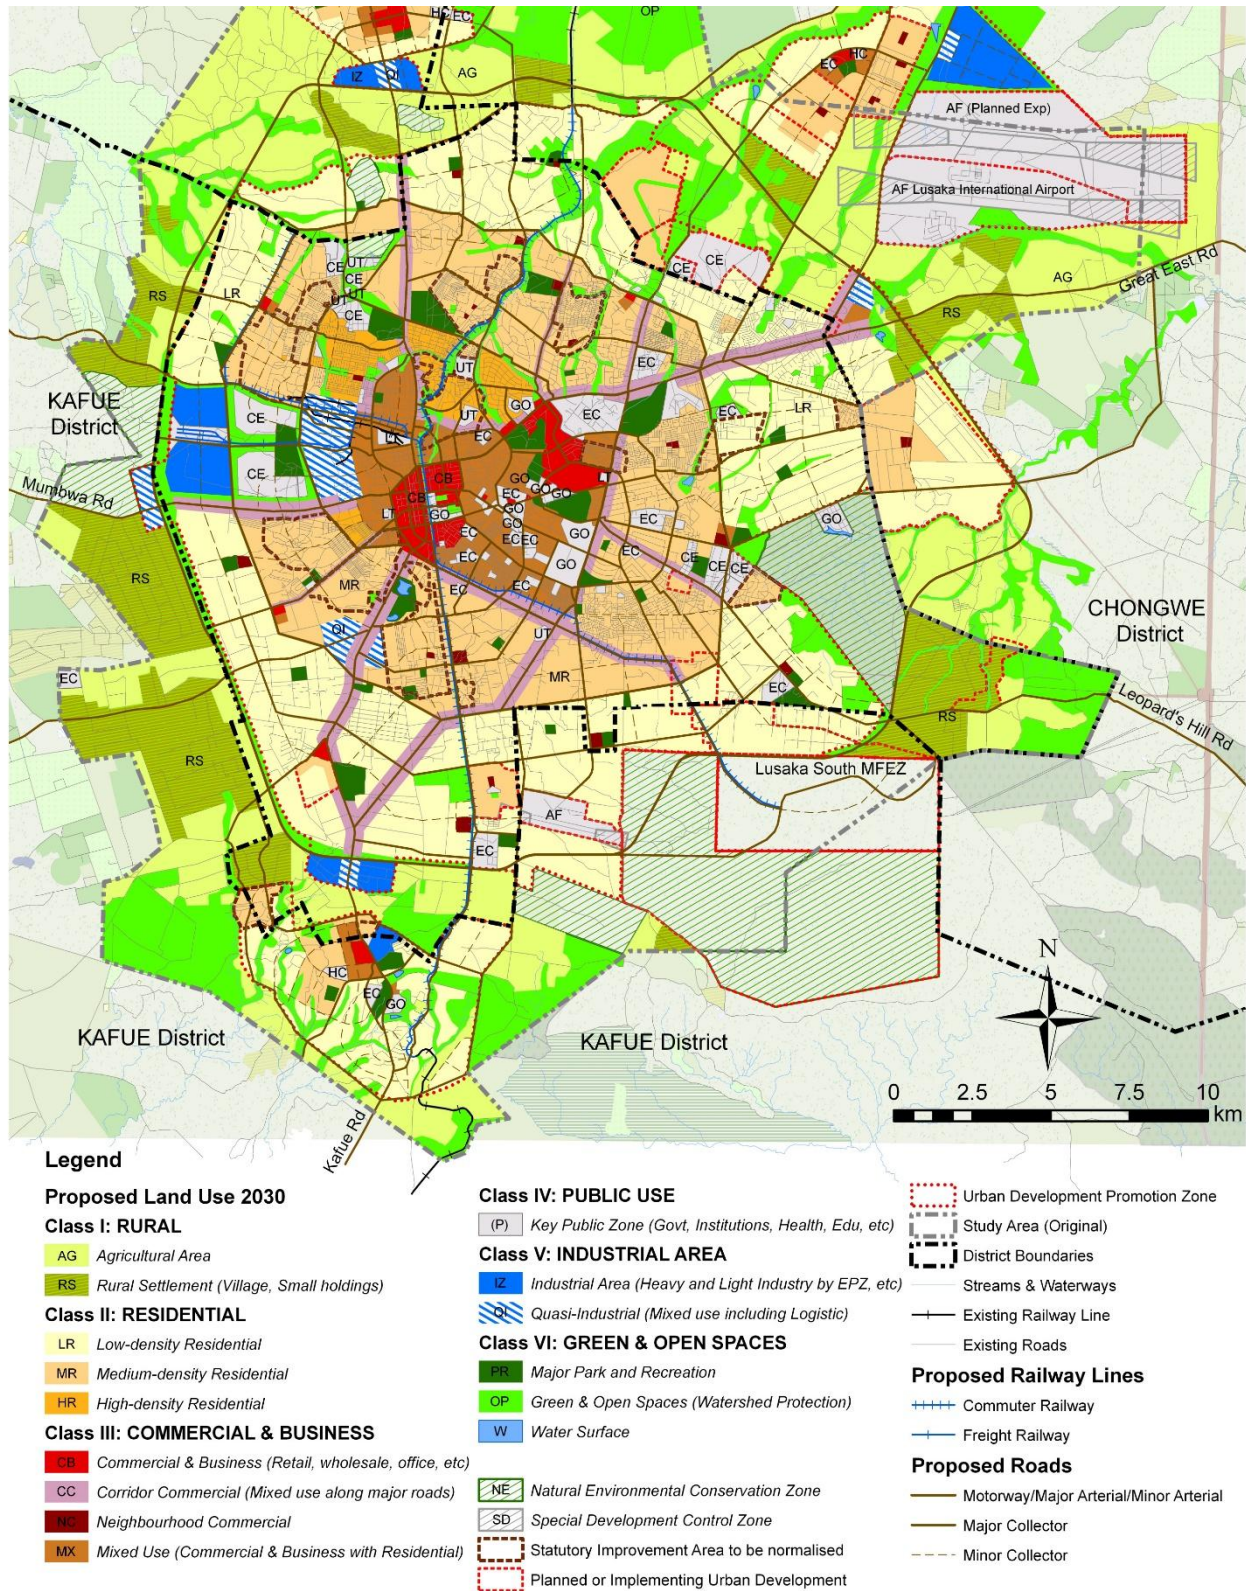 HC
EC
OP
IZ
QI
AG
EC
HC
AF (Planned Exp)
AF Lusaka International Airport
CE
CE
Great East Rd
AG
RS
RS
LR
CE
UT
CE
UT
UT
CE
KAFUE
District
CE
UT
EC
UT
GO
EC
EC
LR
EC
CE
Mumbwa Rd
CB
CB
LT
GO
GO
EC
GO
GO
GO
LT
GO
GO
EC
EC
EC
GO
EC
EC
GO
EC
EC
EC
CE
CE
CE
RS
MR
EC
QI
UT
MR
EC
CHONGWE
District
EC
RS
Leopard's Hill Rd
RS
Lusaka South MFEZ
AF
EC
HC
EC
GO
KAFUE District
KAFUE District
N
0 2.5 5 7.5 10
km
Kafue Rd
Legend
Proposed Land Use 2030
Class I: RURAL
AG Agricultural Area
RS Rural Settlement (Village, Small holdings)
Class II: RESIDENTIAL
LR Low-density Residential
MR Medium-density Residential
HR High-density Residential
Class III: COMMERCIAL & BUSINESS
CB Commercial & Business (Retail, wholesale, office, etc)
CC Corridor Commercial (Mixed use along major roads)
NC Neighbourhood Commercial
MX Mixed Use (Commercial & Business with Residential)
Class IV: PUBLIC USE
(P) Key Public Zone (Govt, Institutions, Health, Edu, etc)
Class V: INDUSTRIAL AREA
IZ Industrial Area (Heavy and Light Industry by EPZ, etc)
QI Quasi-Industrial (Mixed use including Logistic)
Class VI: GREEN & OPEN SPACES
PR Major Park and Recreation
OP Green & Open Spaces (Watershed Protection)
W Water Surface
NE Natural Environmental Conservation Zone
SD Special Development Control Zone
Statutory Improvement Area to be normalised
Planned or Implementing Urban Development
Urban Development Promotion Zone
Study Area (Original)
District Boundaries
Streams & Waterways
Existing Railway Line
Existing Roads
Proposed Railway Lines
Commuter Railway
Freight Railway
Proposed Roads
Motorway/Major Arterial/Minor Arterial
Major Collector
Minor Collector